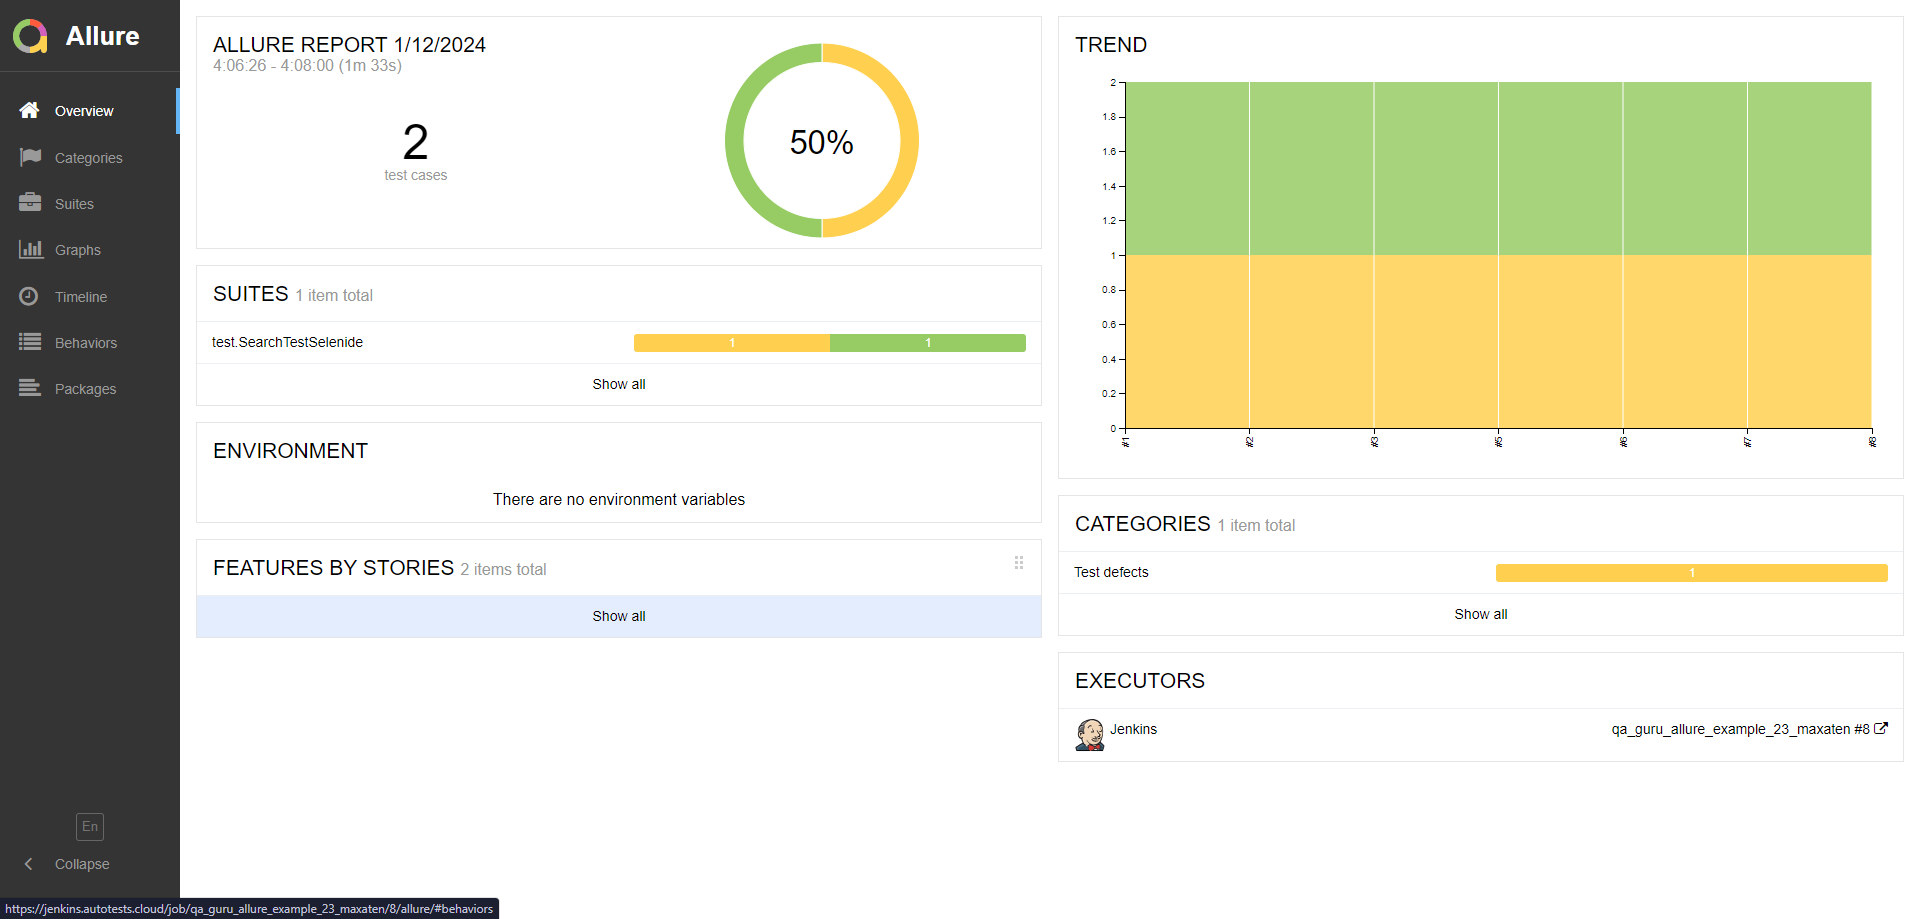 Allure
Overview
Categories
Suites
Graphs
Timeline
Behaviors
Packages
En
Collapse
ALLURE REPORT 1/12/2024
4:06:26 - 4:08:00 (1m 33s)
2
test cases
50%
SUITES 1 item total
test.SearchTestSelenide 1 1
Show all
ENVIRONMENT
There are no environment variables
FEATURES BY STORIES 2 items total
Show all
TREND
2
1.8
1.6
1.4
1.2
1
0.8
0.6
0.4
0.2
0
#1 #2 #3 #5 #6 #7 #8
CATEGORIES 1 item total
Test defects 1
Show all
EXECUTORS
Jenkins qa_guru_allure_example_23_maxaten #8
https://jenkins.autotests.cloud/job/qa_guru_allure_example_23_maxaten/8/allure/#behaviors